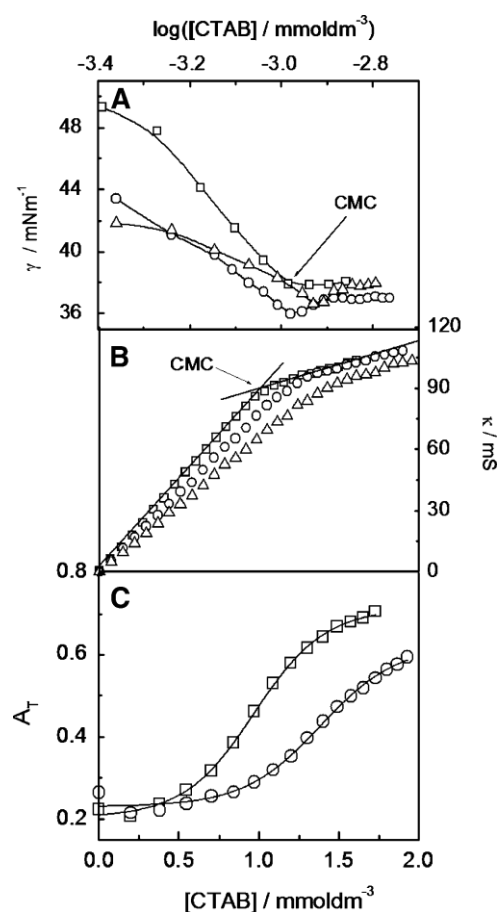 log([CTAB] / mmoldm-3)
-3.4 -3.2 -3.0 -2.8
A
48
44
40
36
γ / mNm-1
CMC
120
B
CMC
90
60
30
0
κ / mS
0.8
C
0.6
0.4
0.2
AT
0.0 0.5 1.0 1.5 2.0
[CTAB] / mmoldm-3